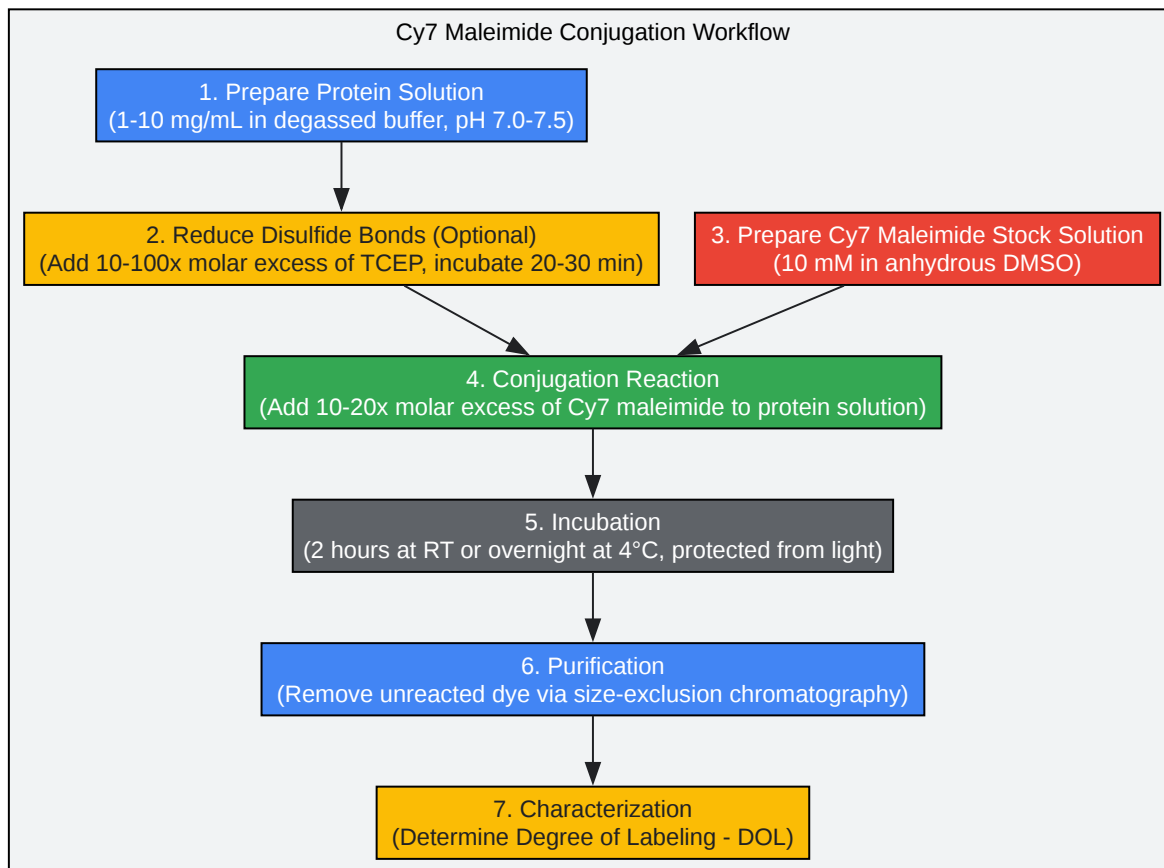 Cy7 Maleimide Conjugation Workflow
1. Prepare Protein Solution
(1-10 mg/mL in degassed buffer, pH 7.0-7.5)
2. Reduce Disulfide Bonds (Optional)
(Add 10-100x molar excess of TCEP, incubate 20-30 min)
3. Prepare Cy7 Maleimide Stock Solution
(10 mM in anhydrous DMSO)
4. Conjugation Reaction
(Add 10-20x molar excess of Cy7 maleimide to protein solution)
5. Incubation
(2 hours at RT or overnight at 4°C, protected from light)
6. Purification
(Remove unreacted dye via size-exclusion chromatography)
7. Characterization
(Determine Degree of Labeling - DOL)